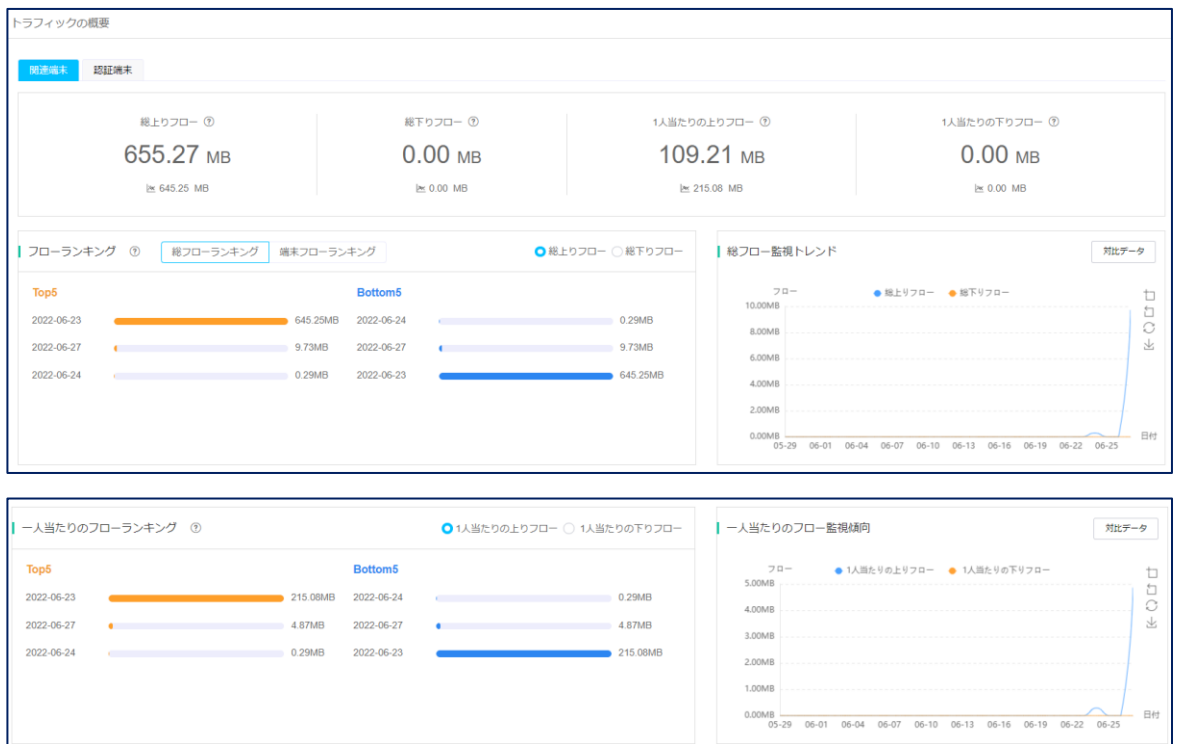 トラフィックの概要
関連端末 認証端末
総上りフロー ?
655.27 MB
645.25 MB
総下りフロー ?
0.00 MB
0.00 MB
1人当たりの上りフロー ?
109.21 MB
215.08 MB
1人当たりの下りフロー ?
0.00 MB
0.00 MB
フローランキング ? 総フローランキング 端末フローランキング 総上りフロー 総下りフロー
Top5
2022-06-23 645.25MB
2022-06-27 9.73MB
2022-06-24 0.29MB
Bottom5
2022-06-24 0.29MB
2022-06-27 9.73MB
2022-06-23 645.25MB
総フロー監視トレンド 対比データ
フロー 総上りフロー 総下りフロー
10.00MB
8.00MB
6.00MB
4.00MB
2.00MB
0.00MB
05-29 06-01 06-04 06-07 06-10 06-13 06-16 06-19 06-22 06-25 日付
一人当たりのフローランキング ? 1人当たりの上りフロー 1人当たりの下りフロー
Top5
2022-06-23 215.08MB
2022-06-27 4.87MB
2022-06-24 0.29MB
Bottom5
2022-06-24 0.29MB
2022-06-27 4.87MB
2022-06-23 215.08MB
一人当たりのフロー監視傾向 対比データ
フロー 1人当たりの上りフロー 1人当たりの下りフロー
5.00MB
4.00MB
3.00MB
2.00MB
1.00MB
0.00MB
05-29 06-01 06-04 06-07 06-10 06-13 06-16 06-19 06-22 06-25 日付